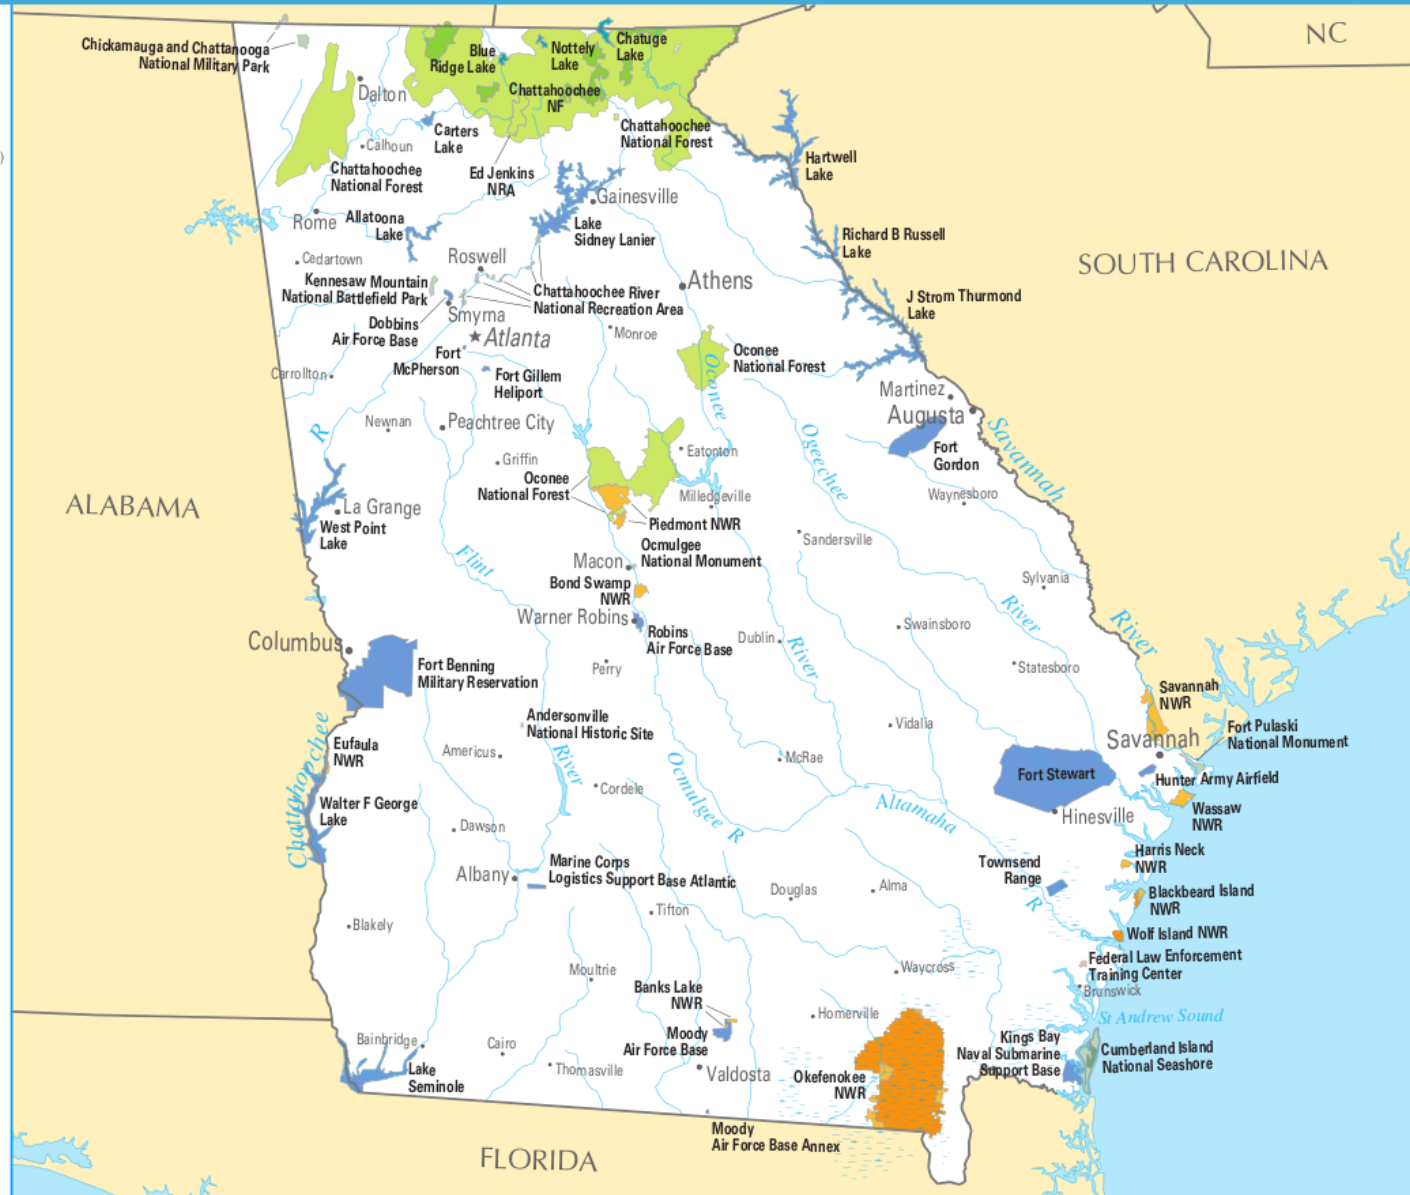 NC
Chickamauga and Chattanooga
National Military Park
Blue
Ridge Lake
Nottely
Lake
Chatuge
Lake
Dalton
Chattahoochee
NF
Carters
Lake
Chattahoochee
National Forest
Calhoun
Hartwell
Lake
)
Chattahoochee
National Forest
Ed Jenkins
NRA
Gainesville
Rome
Allatoona
Lake
Lake
Sidney Lanier
Richard B Russell
Lake
Cedartown
Roswell
SOUTH CAROLINA
Kennesaw Mountain
National Battlefield Park
Chattahoochee River
National Recreation Area
Athens
J Strom Thurmond
Lake
Smyrna
Dobbins
Air Force Base
Atlanta
Monroe
Fort
McPherson
Oconee
National Forest
Carrollton
Fort Gillem
Heliport
Oconee
Martinez
Augusta
Newnan
Peachtree City
R
Ogeechee
Savannah
Fort
Gordon
Griffin
Eatonton
Oconee
National Forest
Milledgeville
Waynesboro
ALABAMA
La Grange
West Point
Lake
Piedmont NWR
Sandersville
Flint
Ocmulgee
National Monument
Macon
Bond Swamp
NWR
Sylvania
Warner Robins
River
River
Robins
Air Force Base
Dublin
River
Swainsboro
Columbus
Fort Benning
Military Reservation
Perry
Statesboro
Savannah
NWR
Andersonville
National Historic Site
Vidalia
Fort Pulaski
National Monument
Savannah
Chattahoochee
Eufaula
NWR
Americus
River
Ocmulgee R
McRae
Fort Stewart
Hunter Army Airfield
Cordele
Walter F George
Lake
Altamaha
Hinesville
Wassaw
NWR
Dawson
Harris Neck
NWR
Albany
Marine Corps
Logistics Support Base Atlantic
Douglas
Alma
Townsend
Range
R
Blackbeard Island
NWR
Tifton
Blakely
Wolf Island NWR
Moultrie
Waycross
Federal Law Enforcement
Training Center
Brunswick
Banks Lake
NWR
Homerville
St Andrew Sound
Moody
Air Force Base
Bainbridge
Cairo
Kings Bay
Naval Submarine
Support Base
Cumberland Island
National Seashore
Lake
Seminole
Thomasville
Valdosta
Okefenokee
NWR
Moody
Air Force Base Annex
FLORIDA